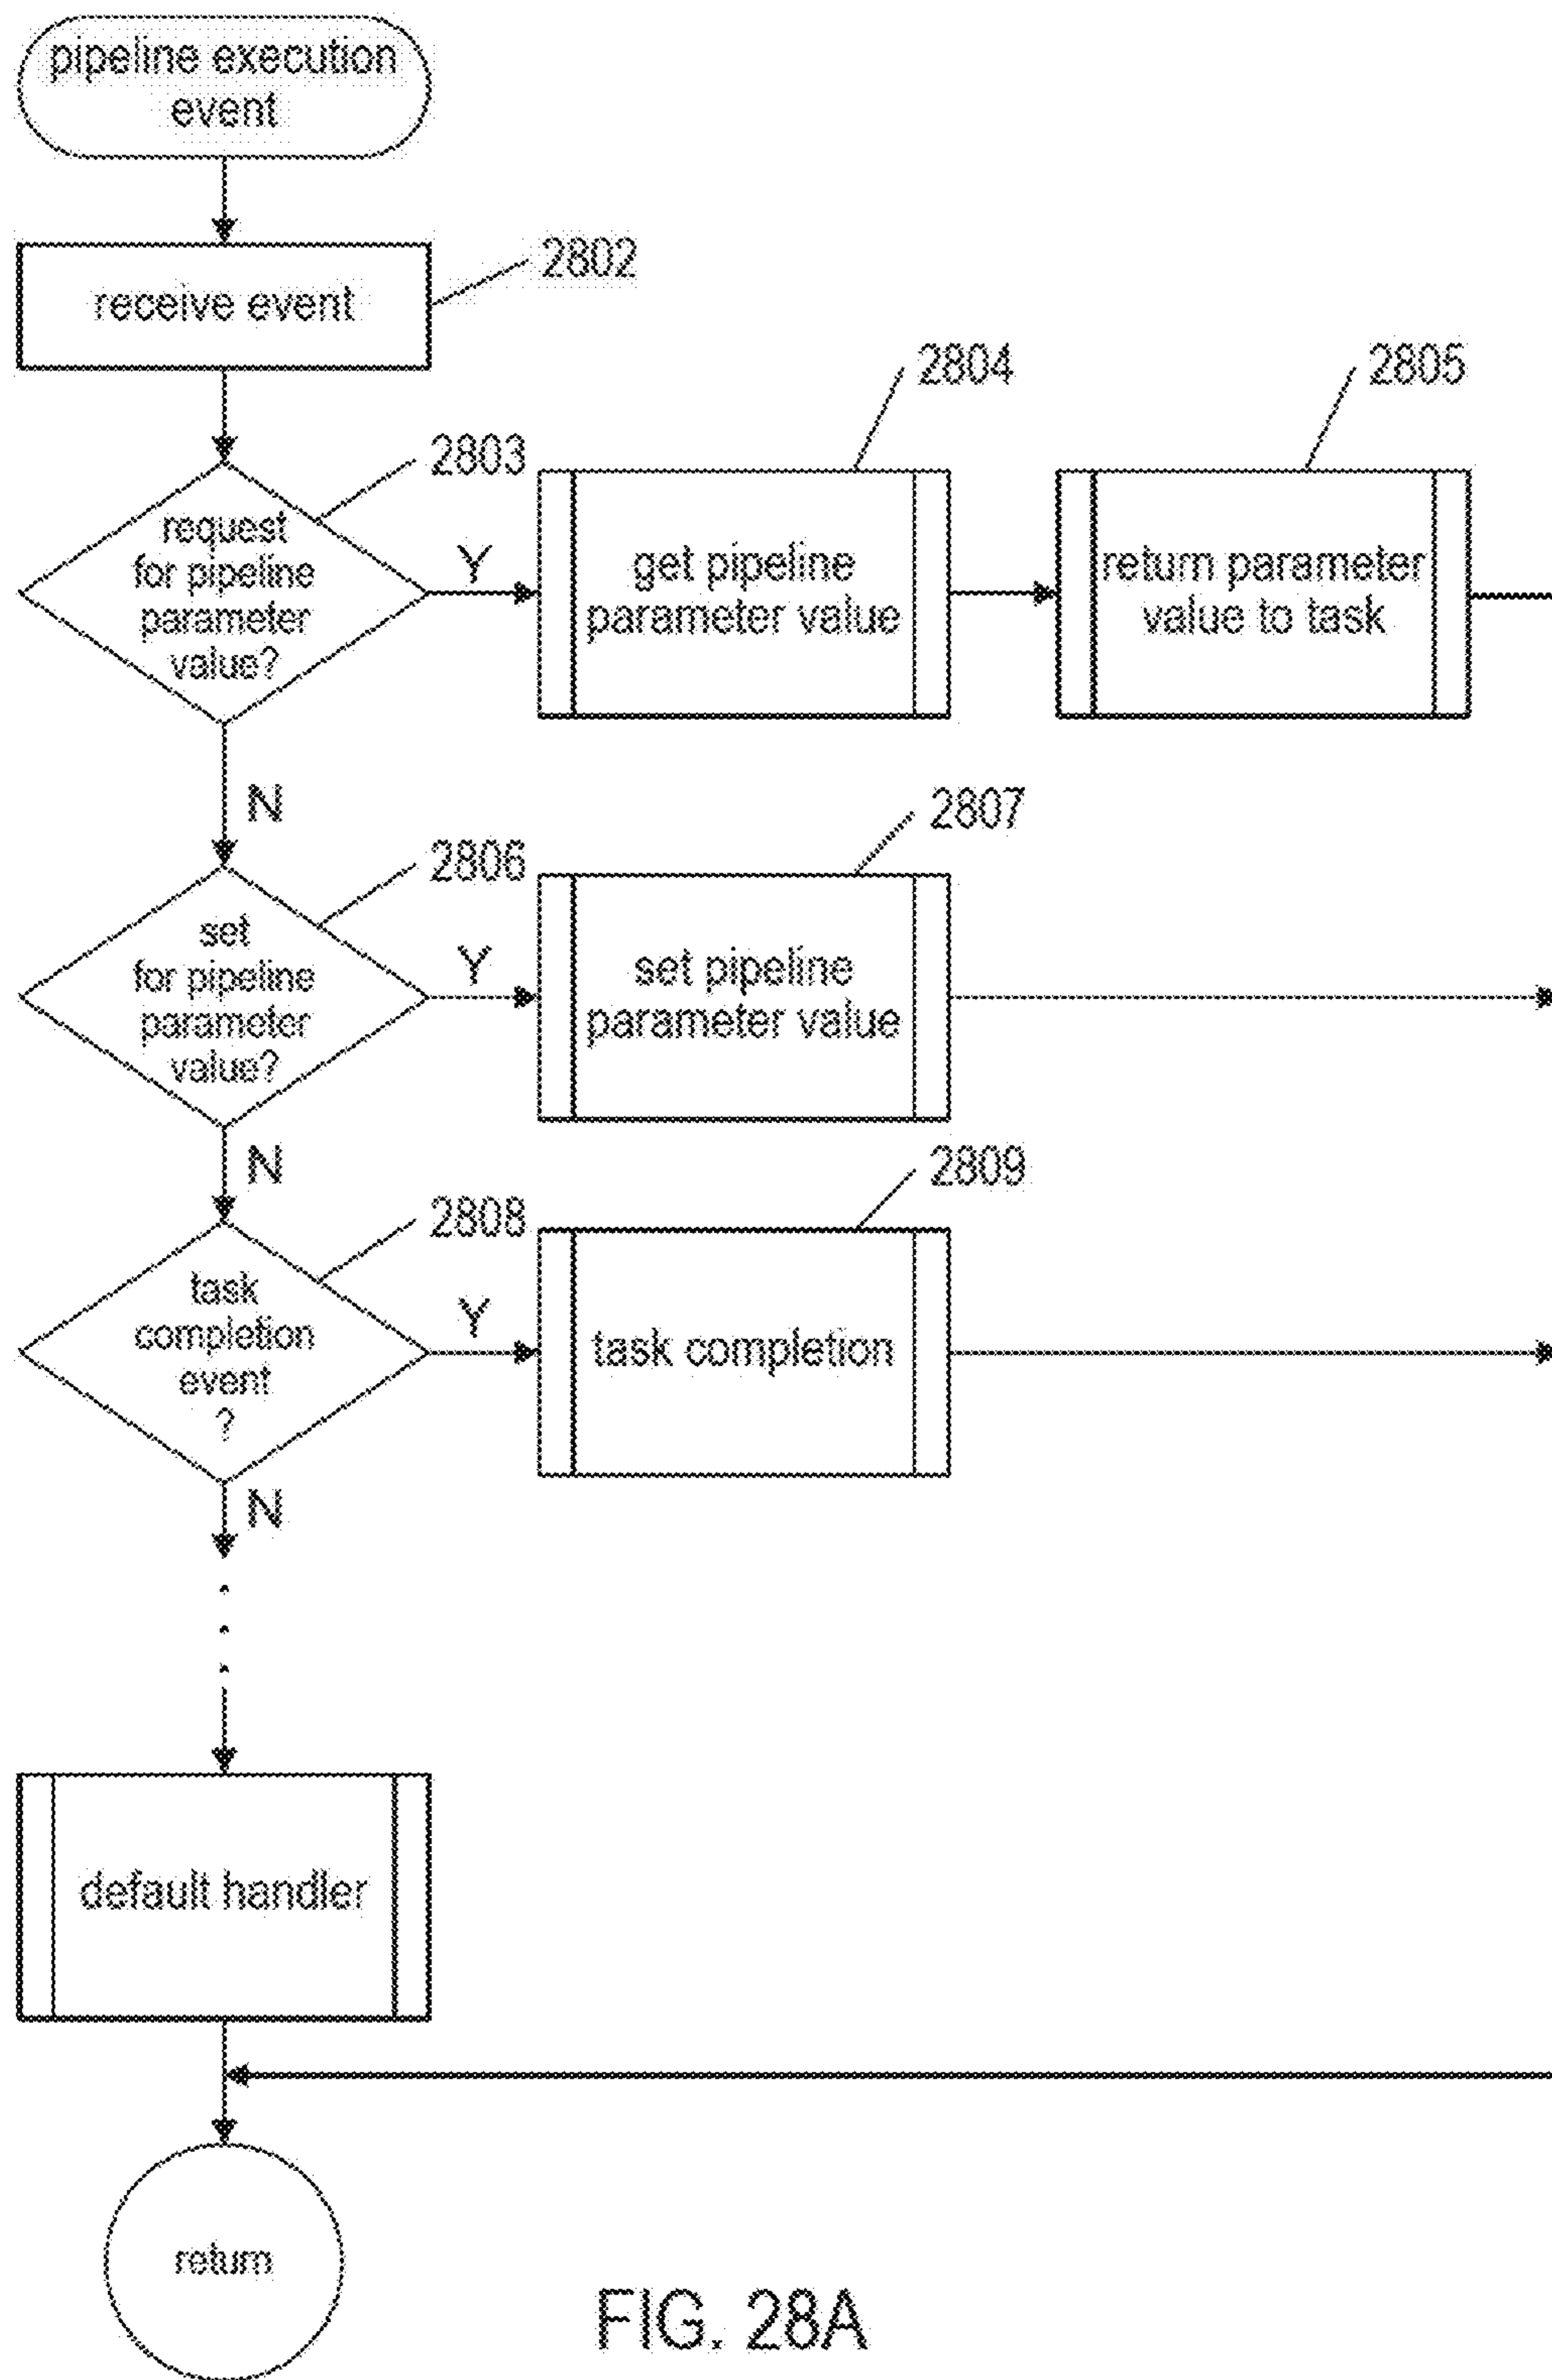 pipeline execution
event
receive event
2802
request
for pipeline
parameter
value?
2803
Y
get pipeline
parameter value
2804
return parameter
value to task
2805
N
set
for pipeline
parameter
value?
2806
Y
set pipeline
parameter value
2807
N
task
completion
event
?
2808
Y
task completion
2809
N
default handler
return
FIG. 28A